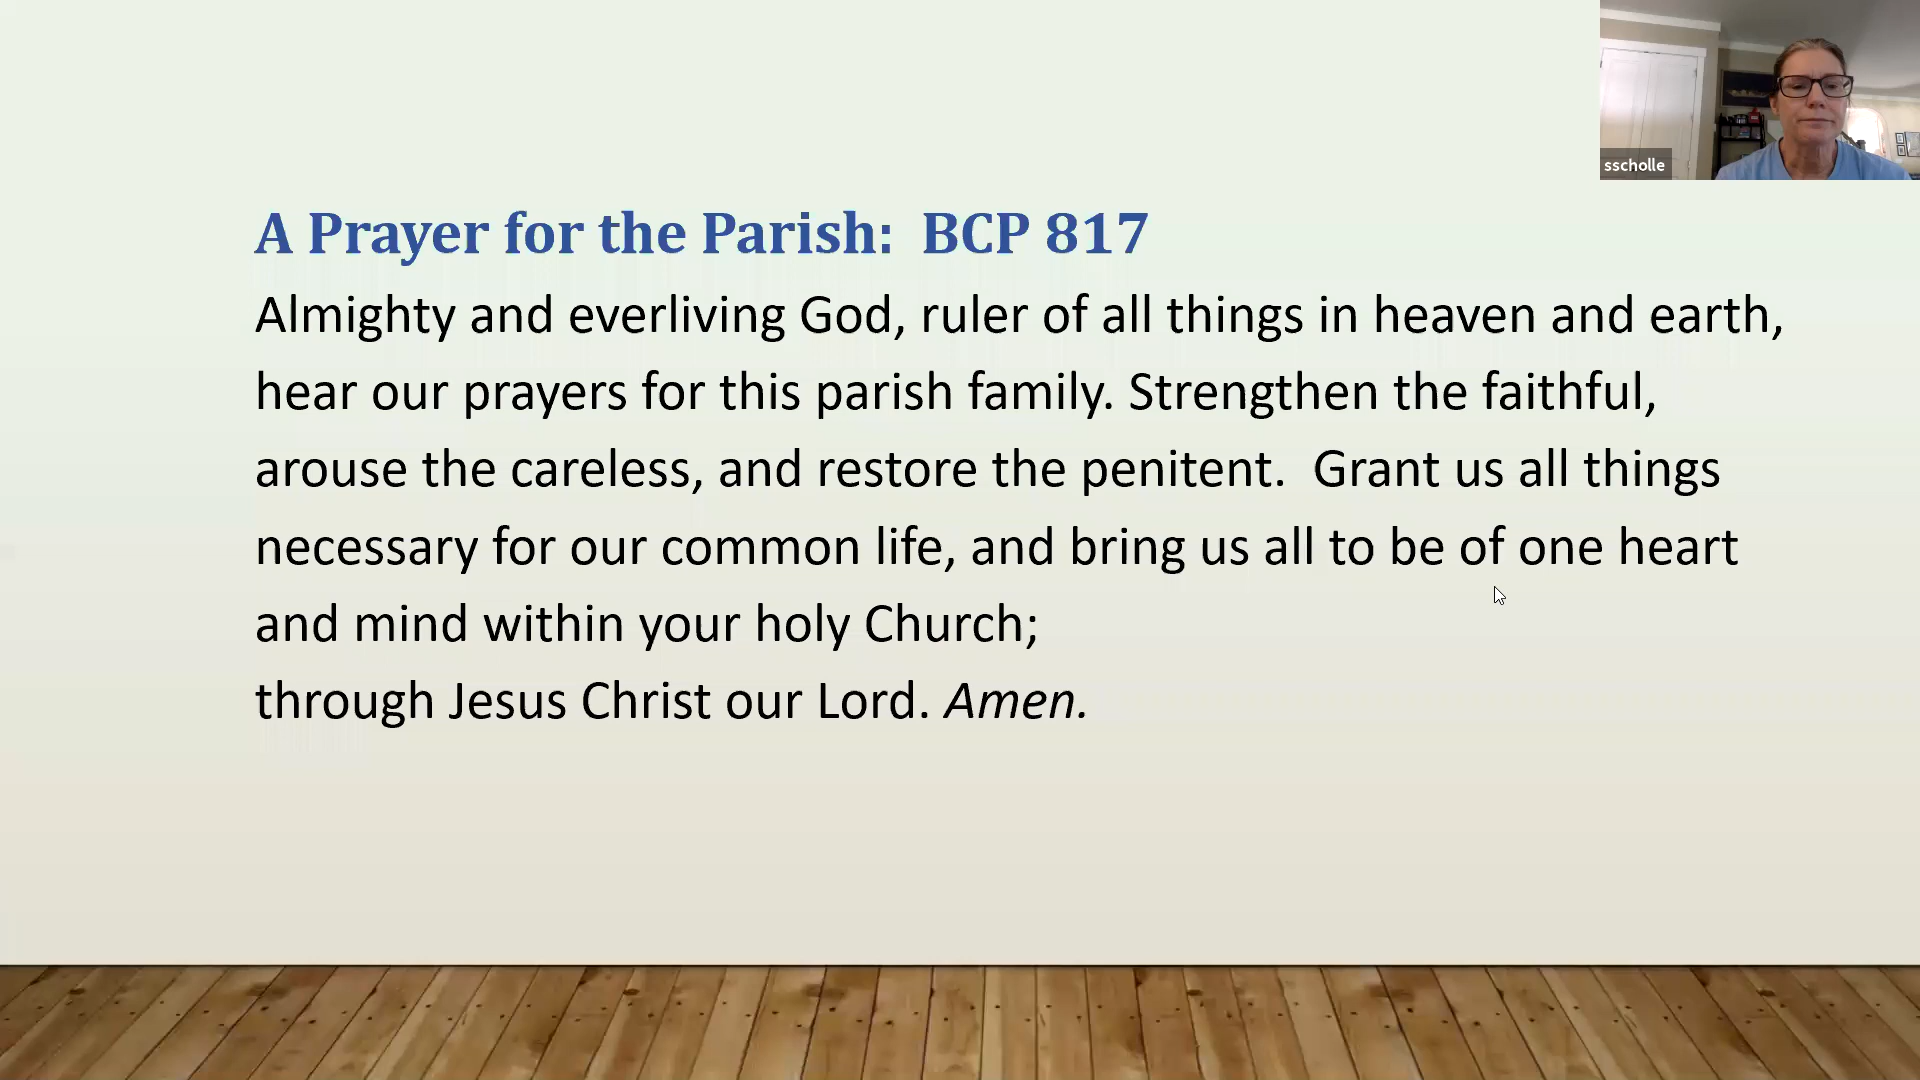 sscholle
A Prayer for the Parish:  BCP 817
Almighty and everliving God, ruler of all things in heaven and earth,
hear our prayers for this parish family. Strengthen the faithful,
arouse the careless, and restore the penitent.  Grant us all things
necessary for our common life, and bring us all to be of one heart
and mind within your holy Church;
through Jesus Christ our Lord. Amen.